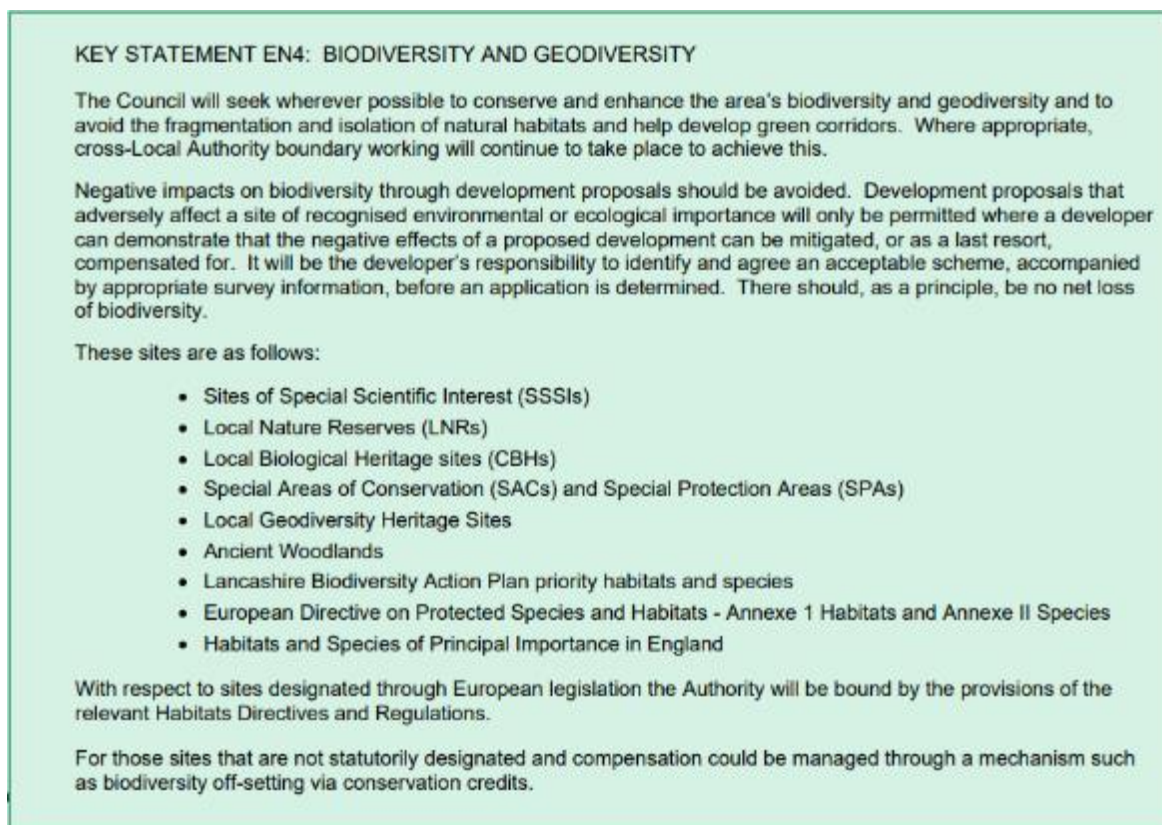 KEY STATEMENT EN4: BIODIVERSITY AND GEODIVERSITY
The Council will seek wherever possible to conserve and enhance the area's biodiversity and geodiversity and to
avoid the fragmentation and isolation of natural habitats and help develop green corridors. Where appropriate,
cross-Local Authority boundary working will continue to take place to achieve this.
Negative impacts on biodiversity through development proposals should be avoided. Development proposals that
adversely affect a site of recognised environmental or ecological importance will only be permitted where a developer
can demonstrate that the negative effects of a proposed development can be mitigated, or as a last resort,
compensated for. It will be the developer's responsibility to identify and agree an acceptable scheme, accompanied
by appropriate survey information, before an application is determined. There should, as a principle, be no net loss
of biodiversity.
These sites are as follows:
• Sites of Special Scientific Interest (SSSIs)
• Local Nature Reserves (LNRs)
• Local Biological Heritage sites (CBHs)
• Special Areas of Conservation (SACs) and Special Protection Areas (SPAs)
• Local Geodiversity Heritage Sites
• Ancient Woodlands
• Lancashire Biodiversity Action Plan priority habitats and species
• European Directive on Protected Species and Habitats - Annexe 1 Habitats and Annexe II Species
• Habitats and Species of Principal Importance in England
With respect to sites designated through European legislation the Authority will be bound by the provisions of the
relevant Habitats Directives and Regulations.
For those sites that are not statutorily designated and compensation could be managed through a mechanism such
as biodiversity off-setting via conservation credits.